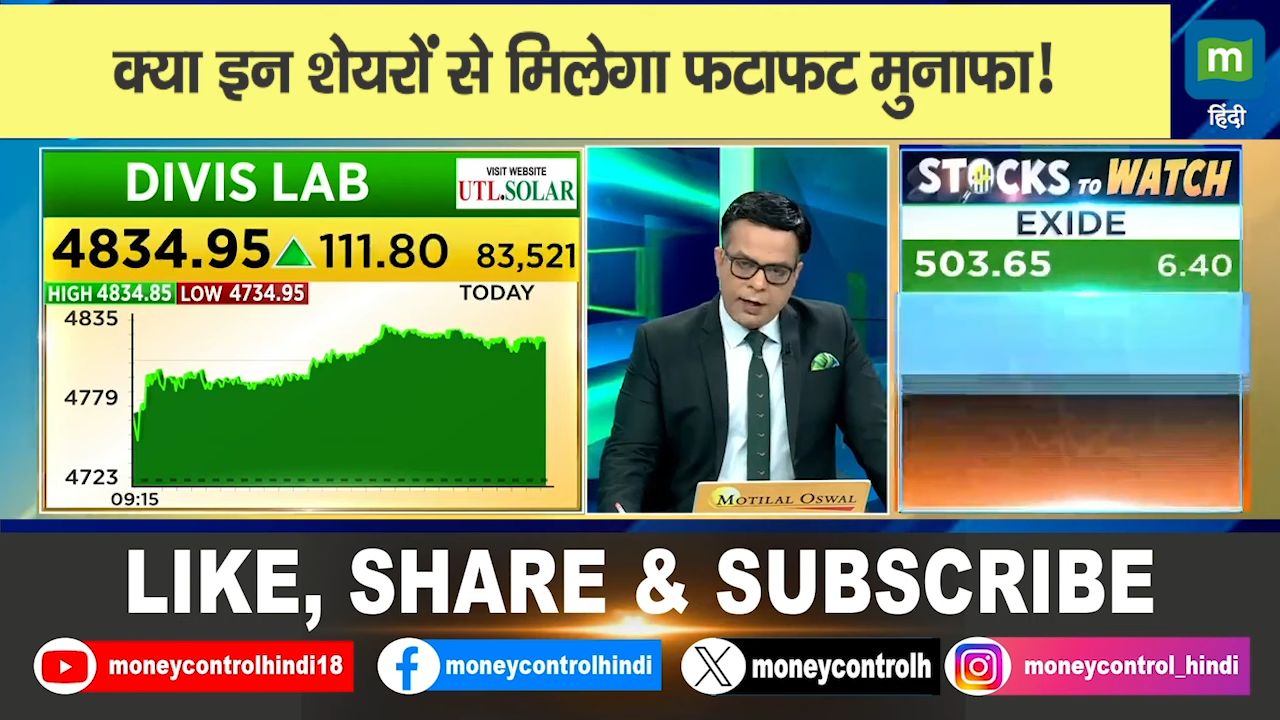 क्या इन शेयरों से मिलेगा फटाफट मुनाफा!
m
हिंदी
DIVIS LAB
VISIT WEBSITE
UTL.SOLAR
4834.95 111.80 83,521
HIGH 4834.85 LOW 4734.95 TODAY
4835
4779
4723
09:15
MOTILAL OSWAL
STOCKS TO WATCH
EXIDE
503.65 6.40
LIKE, SHARE & SUBSCRIBE
moneycontrolhindi18
moneycontrolhindi
moneycontrolh
moneycontrol_hindi